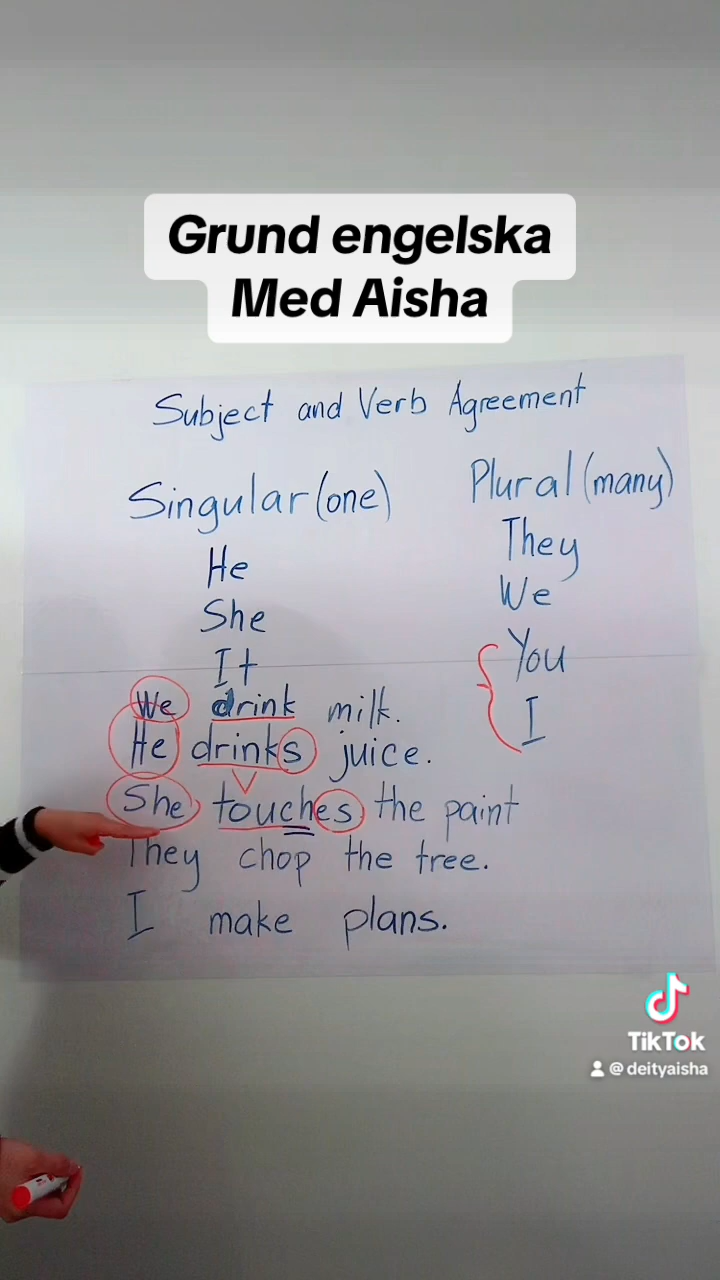 Grund engelska
Med Aisha
Subject and Verb Agreement
Singular (one)
He
She
It
Plural (many)
They
We
You
I
We drink milk.
He drinks juice.
She touches the paint
They chop the tree.
I make plans.
TikTok
@deityaisha